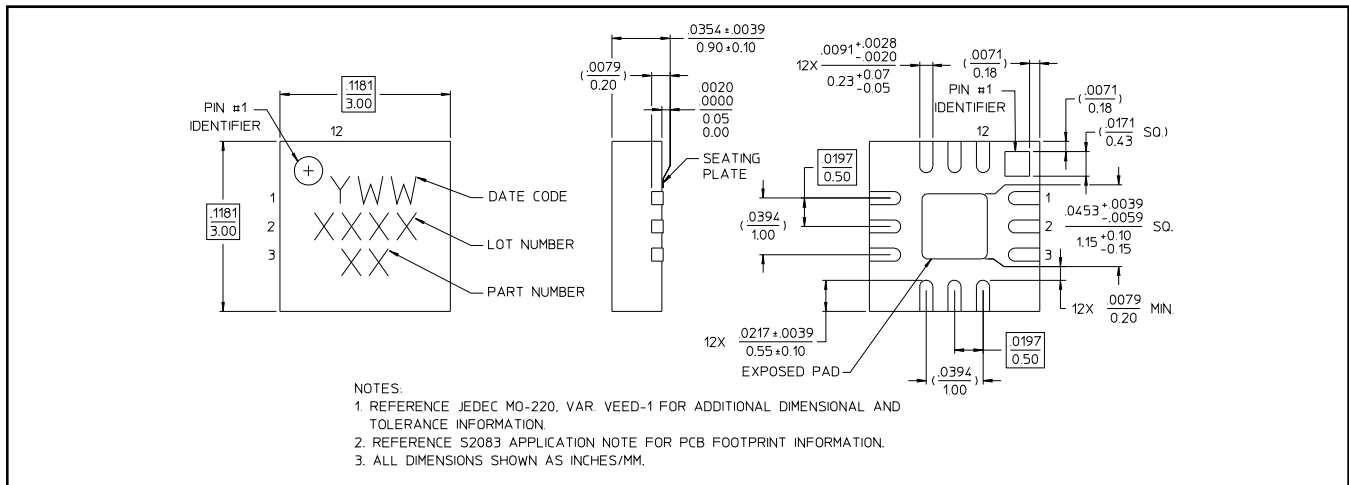 .1181
3.00
PIN #1
IDENTIFIER
12
.1181
3.00
1
2
3
Y W W
X X X X
X X
DATE CODE
LOT NUMBER
PART NUMBER
.0354 ±.0039
0.90 ±0.10
(.0079
0.20)
.0020
.0000
0.05
0.00
SEATING
PLATE
12X .0091 +.0028
-.0020
0.23 +0.07
-0.05
(.0071
0.18)
PIN #1
IDENTIFIER
12
(.0071
0.18)
(.0171
0.43 SQ.)
.0197
0.50
(.0394
1.00)
1
2
3
.0453 +.0039
-.0059 SQ.
1.15 +0.10
-0.15
12X .0079
0.20 MIN.
12X .0217 ±.0039
0.55 ±0.10
EXPOSED PAD
(.0394
1.00)
.0197
0.50
NOTES:
1. REFERENCE JEDEC MO-220, VAR. VEED-1 FOR ADDITIONAL DIMENSIONAL AND
TOLERANCE INFORMATION.
2. REFERENCE S2083 APPLICATION NOTE FOR PCB FOOTPRINT INFORMATION.
3. ALL DIMENSIONS SHOWN AS INCHES/MM.